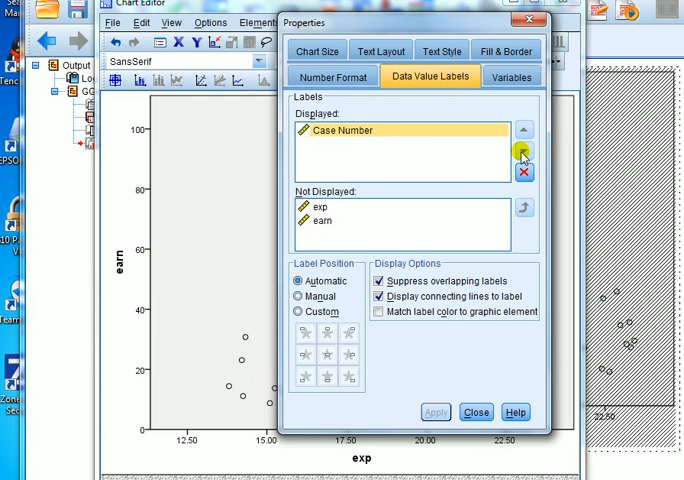 Chart Editor
Properties
File Edit View Options Elements
Chart Size Text Layout Text Style Fill & Border
SansSerif
Number Format Data Value Labels Variables
Output
Labels
Displayed:
Case Number
Not Displayed:
exp
earn
Label Position
Automatic
Manual
Custom
Display Options
Suppress overlapping labels
Display connecting lines to label
Match label color to graphic element
Apply Close Help
100
80
60
40
20
0
earn
12.50 15.00 17.50 20.00 22.50
exp
22.50